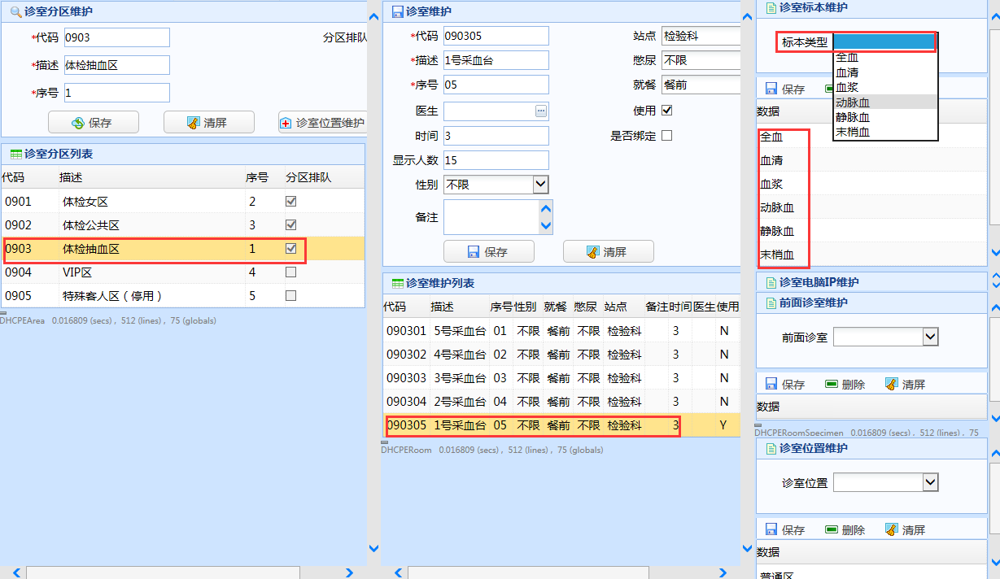 诊室分区维护
*代码 0903 分区排队
*描述 体检抽血区
*序号 1
保存 清屏 诊室位置维护
诊室分区列表
代码 描述 序号 分区排队
0901 体检女区 2
0902 体检公共区 3
0903 体检抽血区 1
0904 VIP区 4
0905 特殊客人区（停用） 5
DHCPEArea 0.016809 (secs) , 512 (lines) , 75 (globals)
诊室维护
*代码 090305 站点 检验科
*描述 1号采血台 憋尿 不限
*序号 05 就餐 餐前
医生 ... 使用
时间 3 是否绑定
显示人数 15
性别 不限
备注
保存 清屏
诊室维护列表
代码 描述 序号 性别 就餐 憋尿 站点 备注 时间 医生 使用
090301 5号采血台 01 不限 餐前 不限 检验科 3 N
090302 4号采血台 02 不限 餐前 不限 检验科 3 N
090303 3号采血台 03 不限 餐前 不限 检验科 3 N
090304 2号采血台 04 不限 餐前 不限 检验科 3 N
090305 1号采血台 05 不限 餐前 不限 检验科 3 Y
DHCPERoom 0.016809 (secs) , 512 (lines) , 75 (globals)
诊室标本维护
标本类型
全血
血清
血浆
动脉血
静脉血
末梢血
保存
数据
全血
血清
血浆
动脉血
静脉血
末梢血
诊室电脑IP维护
前面诊室维护
前面诊室
保存 删除 清屏
数据
DHCPERoomSpecimen 0.016809 (secs) , 512 (lines) , 75
诊室位置维护
诊室位置
保存 删除 清屏
数据
普通区